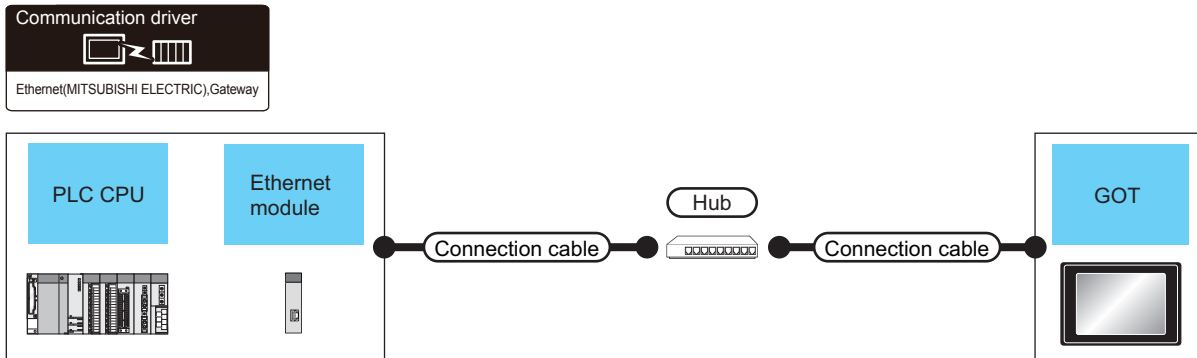 Communication driver
Ethernet(MITSUBISHI ELECTRIC),Gateway
PLC CPU
Ethernet
module
Connection cable
Hub
Connection cable
GOT